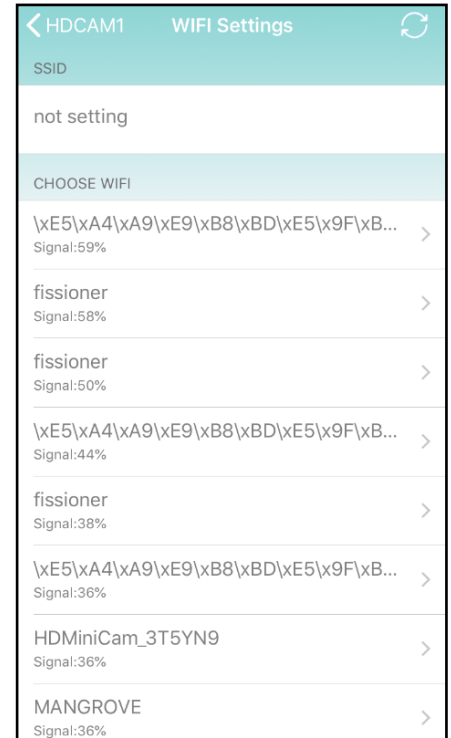 HDCAM1 WIFI Settings
SSID
not setting
CHOOSE WIFI
\xE5\xA4\xA9\xE9\xB8\xBD\xE5\x9F\xB...
Signal:59%
fissioner
Signal:58%
fissioner
Signal:50%
\xE5\xA4\xA9\xE9\xB8\xBD\xE5\x9F\xB...
Signal:44%
fissioner
Signal:38%
\xE5\xA4\xA9\xE9\xB8\xBD\xE5\x9F\xB...
Signal:36%
HDMiniCam_3T5YN9
Signal:36%
MANGROVE
Signal:36%